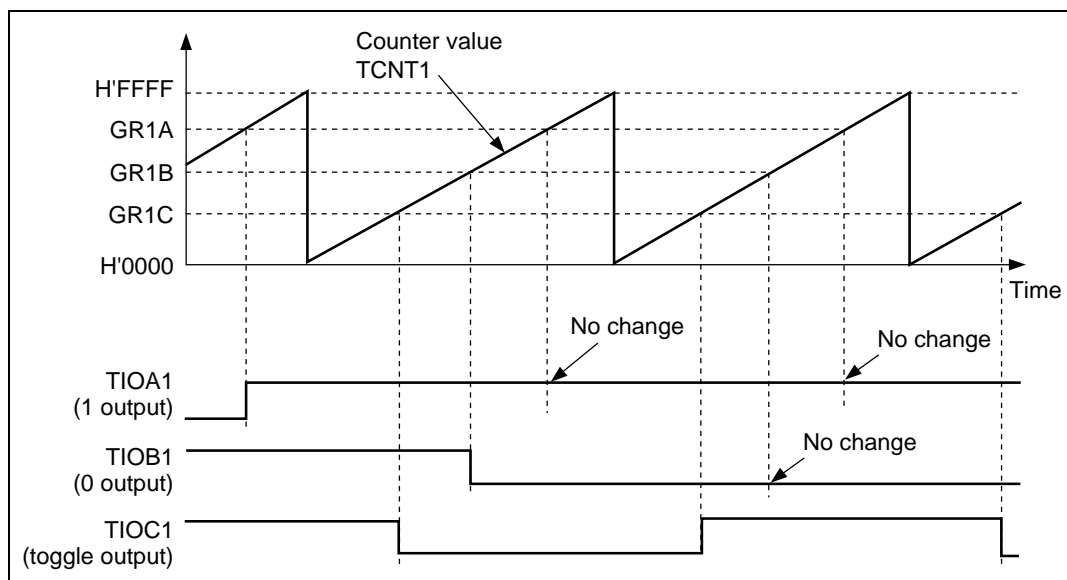 Counter value
TCNT1
H'FFFF
GR1A
GR1B
GR1C
H'0000
Time
No change
No change
TIOA1
(1 output)
No change
TIOB1
(0 output)
TIOC1
(toggle output)